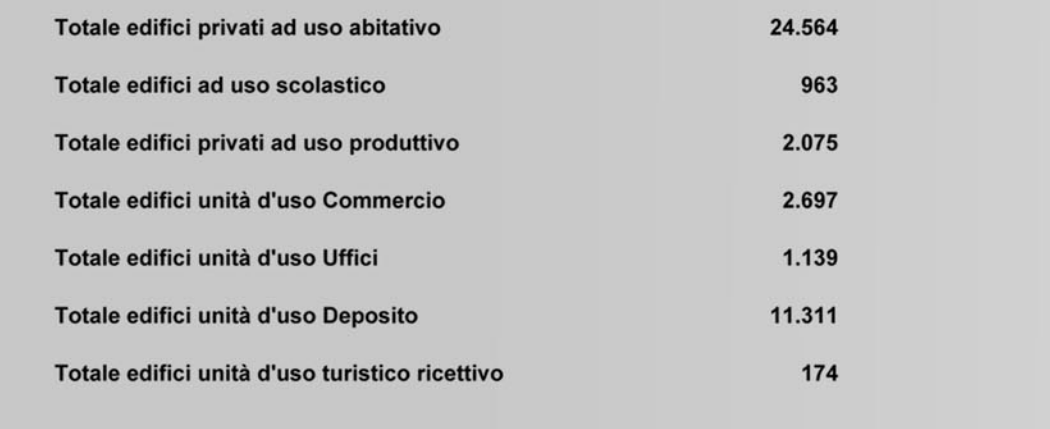 Totale edifici privati ad uso abitativo 24.564
Totale edifici ad uso scolastico 963
Totale edifici privati ad uso produttivo 2.075
Totale edifici unità d'uso Commercio 2.697
Totale edifici unità d'uso Uffici 1.139
Totale edifici unità d'uso Deposito 11.311
Totale edifici unità d'uso turistico ricettivo 174